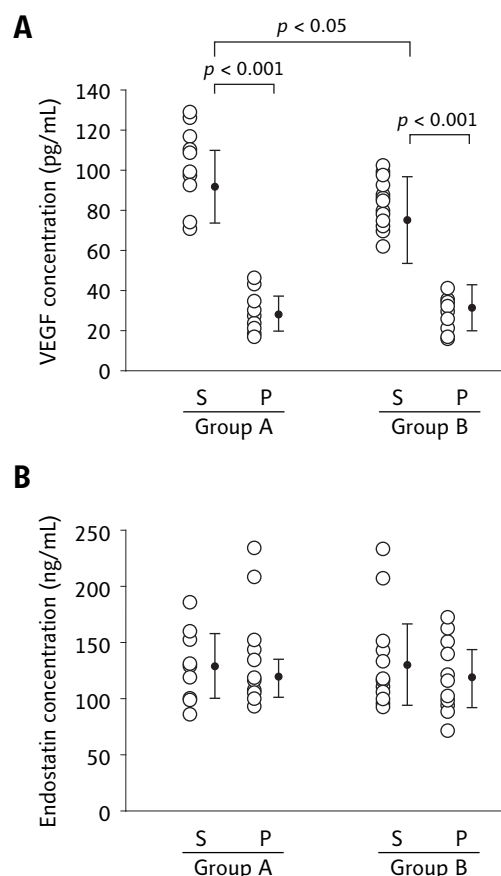 A
p < 0.05
p < 0.001
p < 0.001
VEGF concentration (pg/mL)
140
120
100
80
60
40
20
0
S P S P
Group A Group B
B
Endostatin concentration (ng/mL)
250
200
150
100
50
0
S P S P
Group A Group B